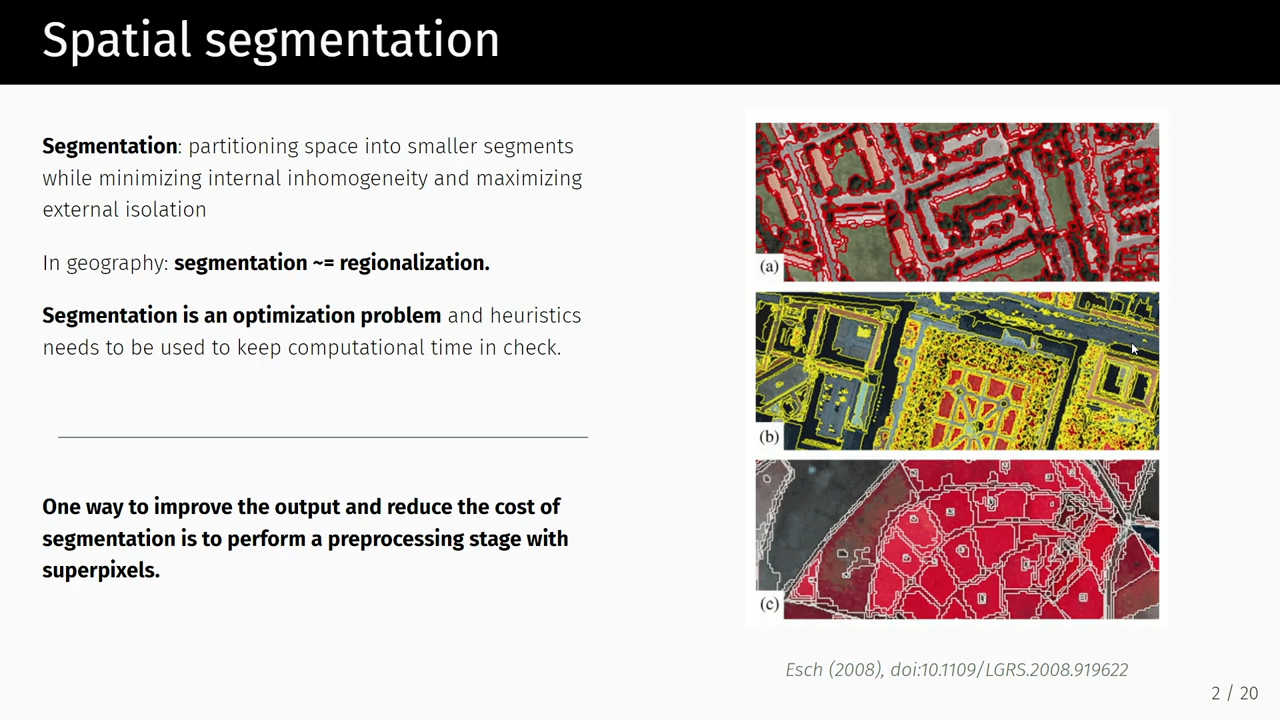 Spatial segmentation
Segmentation: partitioning space into smaller segments
while minimizing internal inhomogeneity and maximizing
external isolation
In geography: segmentation ~= regionalization.
Segmentation is an optimization problem and heuristics
needs to be used to keep computational time in check.
One way to improve the output and reduce the cost of
segmentation is to perform a preprocessing stage with
superpixels.
(a)
(b)
(c)
Esch (2008), doi:10.1109/LGRS.2008.919622
2 / 20